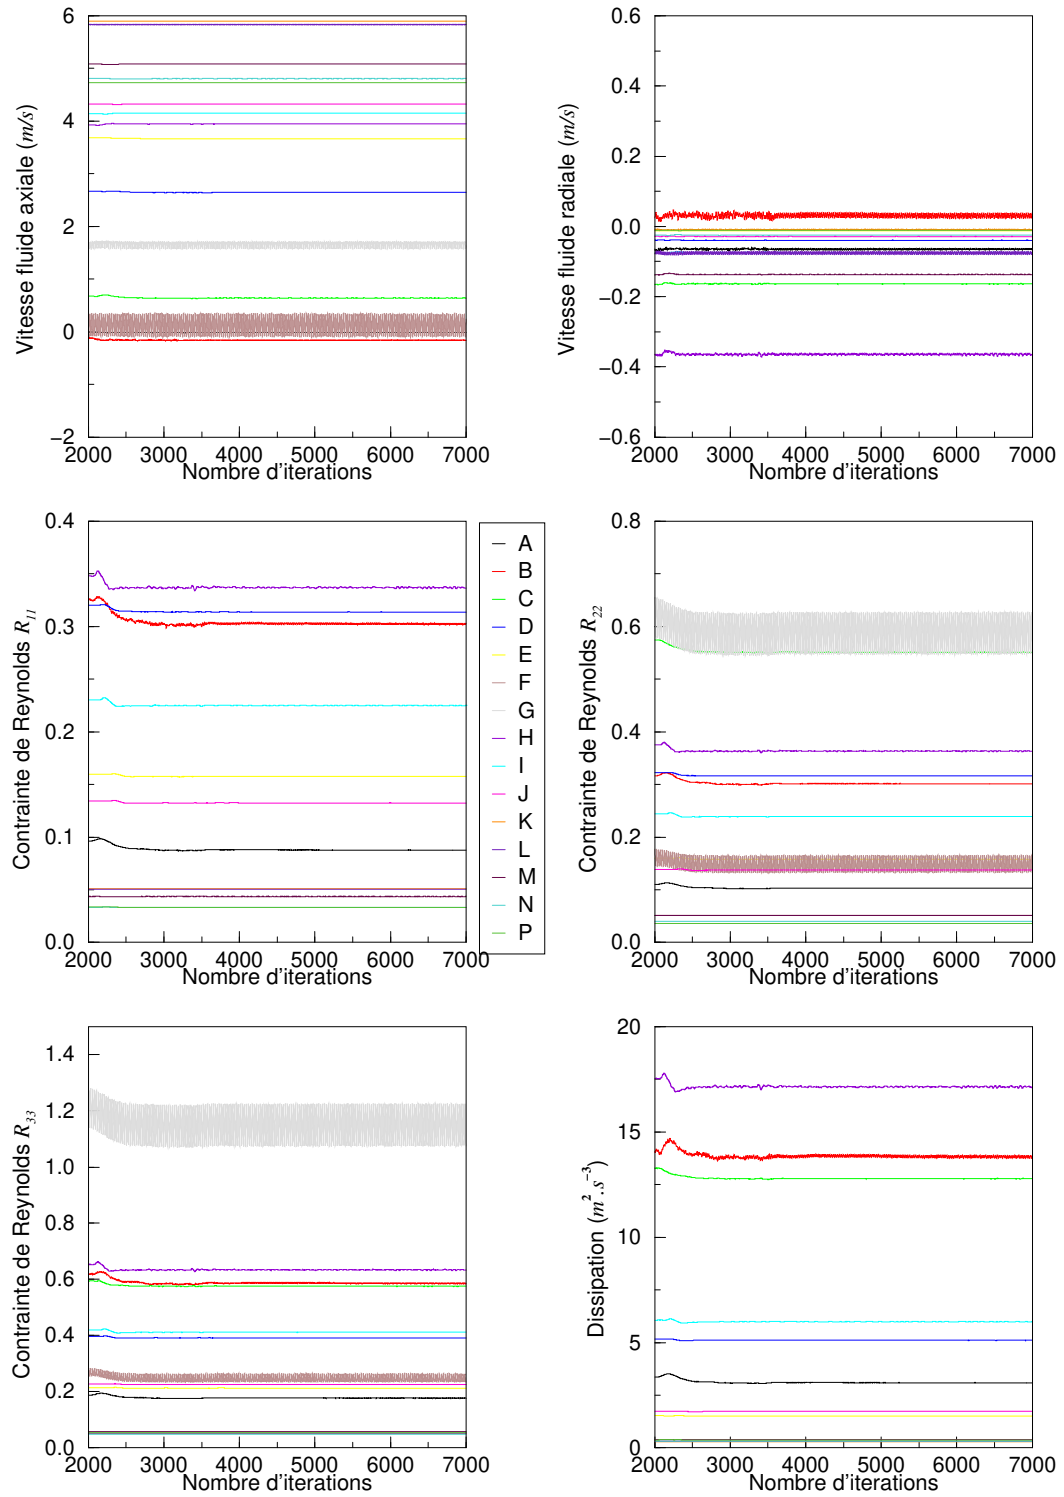 6
4
2
0
−2
2000 3000 4000 5000 6000 7000
Nombre d'iterations
Vitesse fluide axiale (m/s)
0.6
0.4
0.2
0.0
−0.2
−0.4
−0.6
2000 3000 4000 5000 6000 7000
Nombre d'iterations
Vitesse fluide radiale (m/s)
0.4
0.3
0.2
0.1
0.0
2000 3000 4000 5000 6000 7000
Nombre d'iterations
Contrainte de Reynolds R11
A
B
C
D
E
F
G
H
I
J
K
L
M
N
P
0.8
0.6
0.4
0.2
0.0
2000 3000 4000 5000 6000 7000
Nombre d'iterations
Contrainte de Reynolds R22
1.4
1.2
1.0
0.8
0.6
0.4
0.2
0.0
2000 3000 4000 5000 6000 7000
Nombre d'iterations
Contrainte de Reynolds R33
20
15
10
5
0
2000 3000 4000 5000 6000 7000
Nombre d'iterations
Dissipation (m².s⁻³)